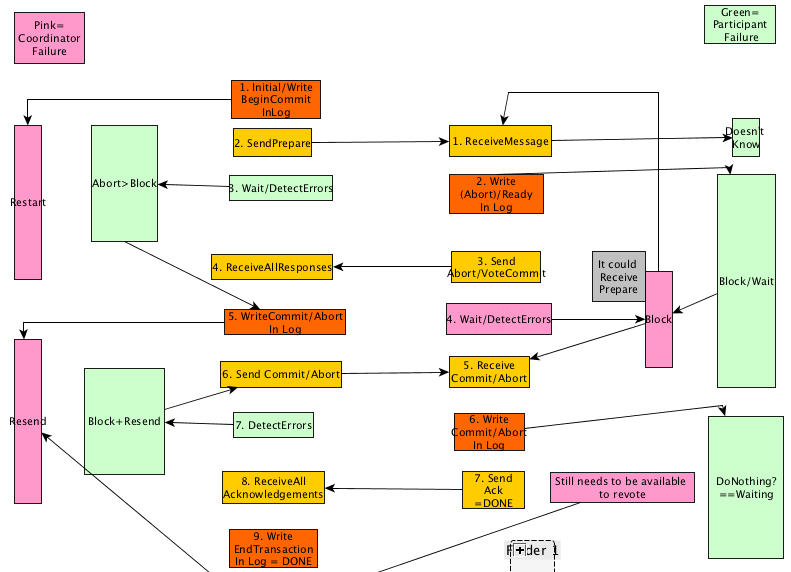 Pink=
Coordinator
Failure
Green=
Participant
Failure
1. Initial/Write
BeginCommit
InLog
2. SendPrepare
1. ReceiveMessage
Doesn't
Know
Restart
Abort>Block
3. Wait/DetectErrors
2. Write
(Abort)/Ready
In Log
4. ReceiveAllResponses
3. Send
Abort/VoteCommit
It could
Receive
Prepare
Block/Wait
5. WriteCommit/Abort
In Log
4. Wait/DetectErrors
Block
6. Send Commit/Abort
5. Receive
Commit/Abort
Resend
Block+Resend
7. DetectErrors
6. Write
Commit/Abort
In Log
8. ReceiveAll
Acknowledgements
7. Send
Ack
=DONE
Still needs to be available
to revote
DoNothing?
==Waiting
9. Write
EndTransaction
In Log = DONE